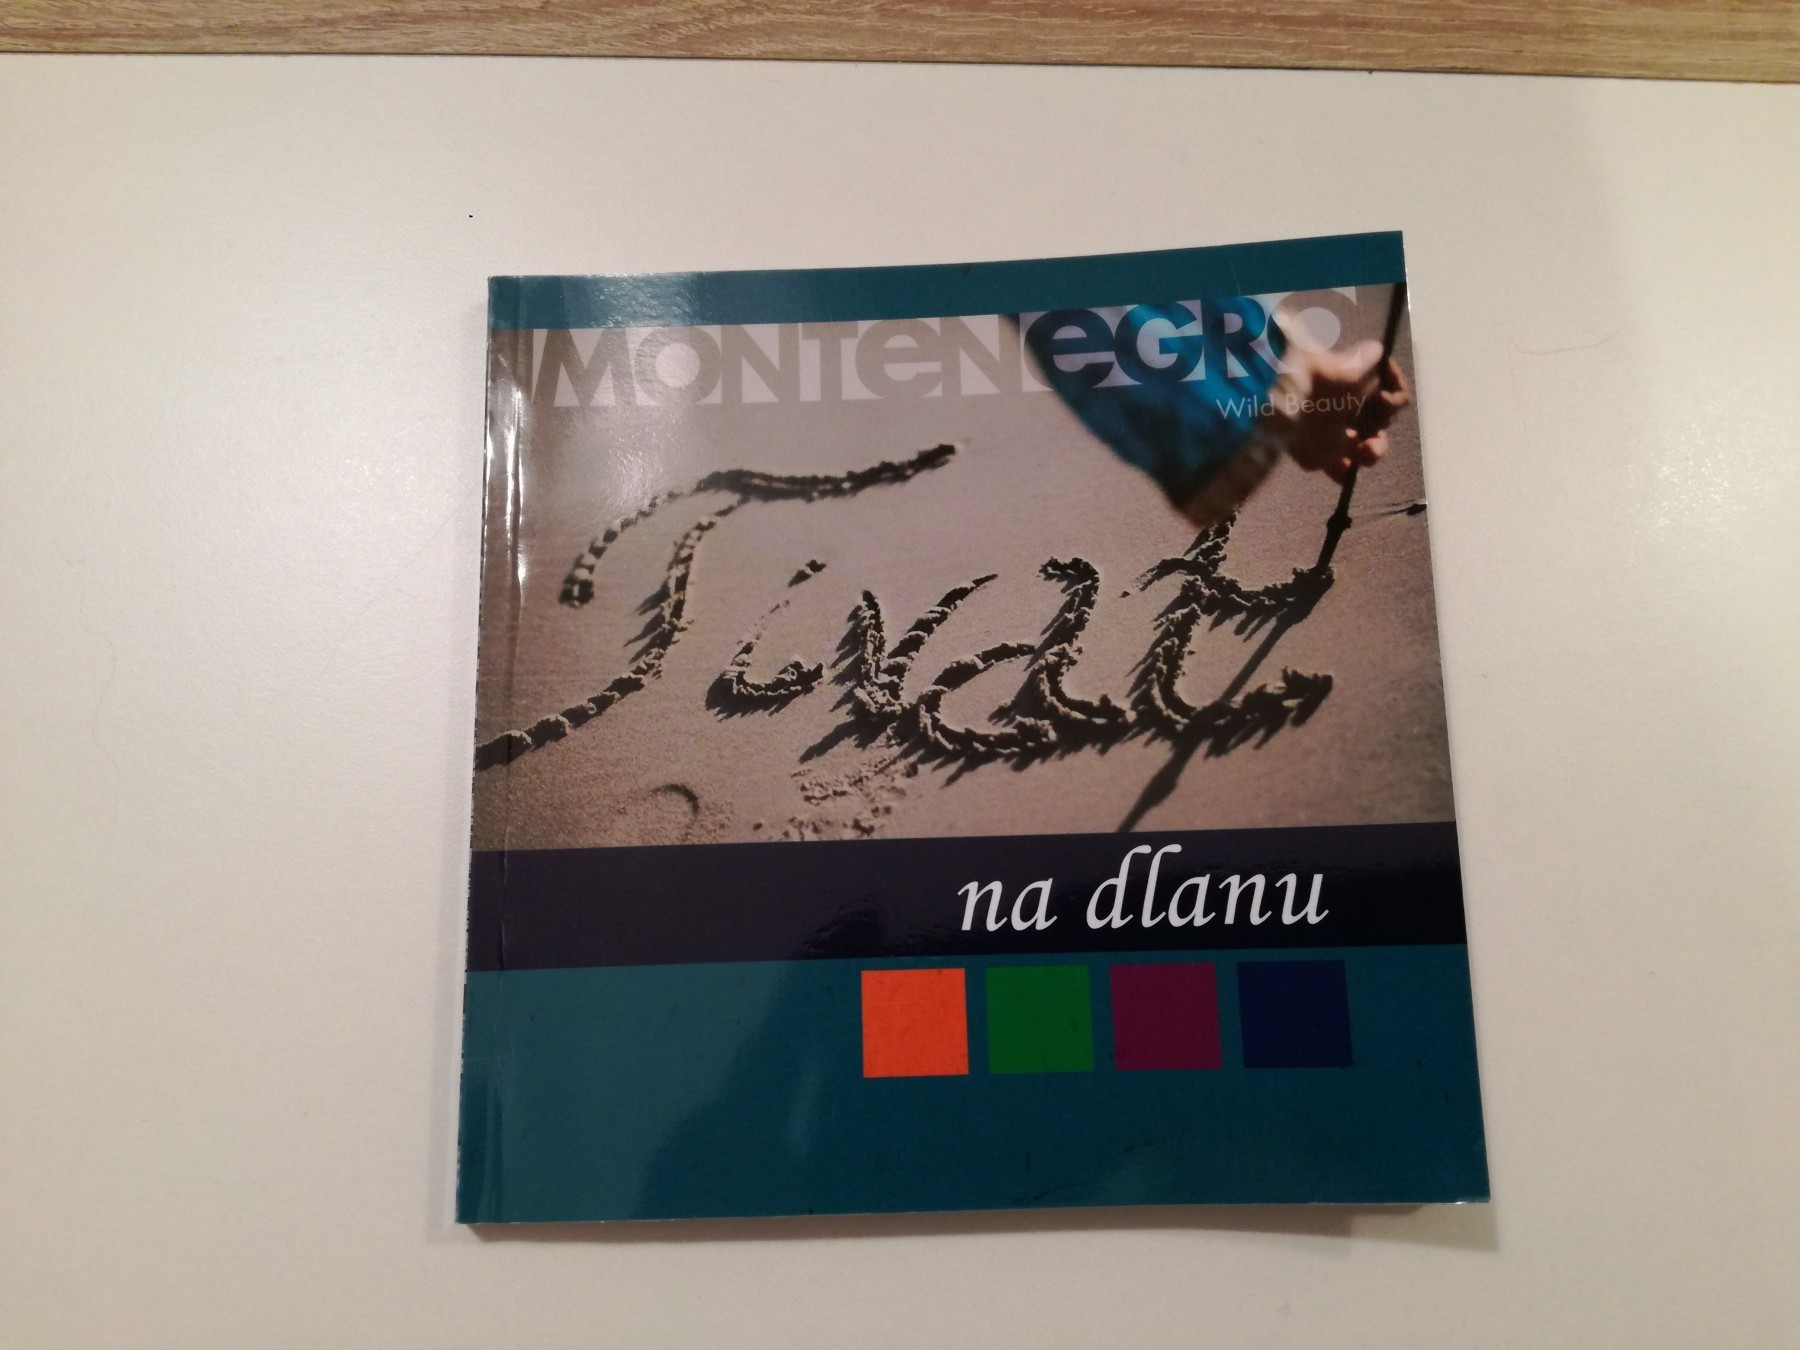 MONTENEGRO
Wild Beauty
Tivat
na dlanu